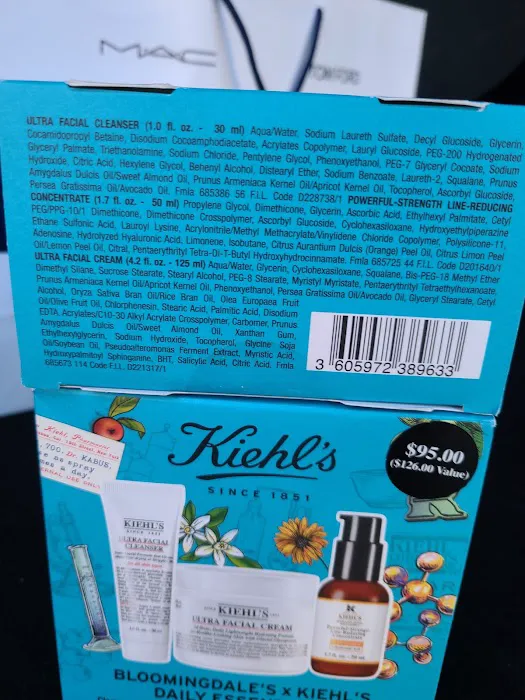 MAC
TOM FORD
ULTRA FACIAL CLEANSER (1.0 fl. oz. - 30 ml) Aqua/Water, Sodium Laureth Sulfate, Decyl Glucoside, Glycerin,
Cocamidopropyl Betaine, Disodium Cocoamphodiacetate, Acrylates Copolymer, Lauryl Glucoside, PEG-200 Hydrogenated
Glyceryl Palmate, Triethanolamine, Sodium Chloride, Pentylene Glycol, Phenoxyethanol, PEG-7 Glyceryl Cocoate, Sodium
Hydroxide, Citric Acid, Hexylene Glycol, Behenyl Alcohol, Distearyl Ether, Sodium Benzoate, Laureth-2, Squalane, Prunus
Amygdalus Dulcis Oil/Sweet Almond Oil, Prunus Armeniaca Kernel Oil/Apricot Kernel Oil, Tocopherol, Ascorbyl Glucoside,
Persea Gratissima Oil/Avocado Oil. Fmla 685386 56 F.I.L. Code D228738/1 POWERFUL-STRENGTH LINE-REDUCING
CONCENTRATE (1.7 fl. oz. - 50 ml) Propylene Glycol, Dimethicone, Glycerin, Ascorbic Acid, Ethylhexyl Palmitate, Cetyl
PEG/PPG-10/1 Dimethicone, Dimethicone Crosspolymer, Ascorbyl Glucoside, Cyclohexasiloxane, Hydroxyethylpiperazine
Ethane Sulfonic Acid, Lauroyl Lysine, Acrylonitrile/Methyl Methacrylate/Vinylidene Chloride Copolymer, Polysilicone-11,
Adenosine, Hydrolyzed Hyaluronic Acid, Limonene, Isobutane, Citrus Aurantium Dulcis (Orange) Peel Oil, Citrus Limon Peel
Oil/Lemon Peel Oil, Citral, Pentaerythrityl Tetra-Di-T-Butyl Hydroxyhydrocinnamate. Fmla 685725 44 F.I.L. Code D201640/1
ULTRA FACIAL CREAM (4.2 fl. oz - 125 ml) Aqua/Water, Glycerin, Cyclohexasiloxane, Squalane, Bis-PEG-18 Methyl Ether
Dimethyl Silane, Sucrose Stearate, Stearyl Alcohol, PEG-8 Stearate, Myristyl Myristate, Pentaerythrityl Tetraethylhexanoate,
Prunus Armeniaca Kernel Oil/Apricot Kernel Oil, Phenoxyethanol, Persea Gratissima Oil/Avocado Oil, Glyceryl Stearate, Cetyl
Alcohol, Oryza Sativa Bran Oil/Rice Bran Oil, Olea Europaea Fruit
Oil/Olive Fruit Oil, Chlorphenesin, Stearic Acid, Palmitic Acid, Disodium
EDTA, Acrylates/C10-30 Alkyl Acrylate Crosspolymer, Carbomer, Prunus
Amygdalus Dulcis Oil/Sweet Almond Oil, Xanthan Gum,
Ethylhexylglycerin, Sodium Hydroxide, Tocopherol, Glycine Soja
Oil/Soybean Oil, Pseudoalteromonas Ferment Extract, Myristic Acid,
Hydroxypalmitoyl Sphinganine, BHT, Salicylic Acid, Citric Acid. Fmla
685673 114 Code F.I.L. D221317/1
3 605972 389633
Kiehl's
SINCE 1851
$95.00
($126.00 Value)
KIEHL'S
SINCE 1851
ULTRA FACIAL
CLEANSER
KIEHL'S
ULTRA FACIAL CREAM
KIEHL'S
BLOOMINGDALE'S X KIEHL'S